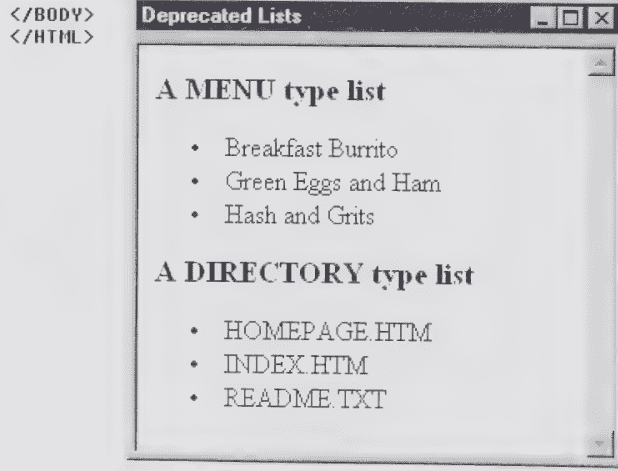 </BODY>
</HTML>
Deprecated Lists
A MENU type list
• Breakfast Burrito
• Green Eggs and Ham
• Hash and Grits
A DIRECTORY type list
• HOMEPAGE.HTM
• INDEX.HTM
• README.TXT